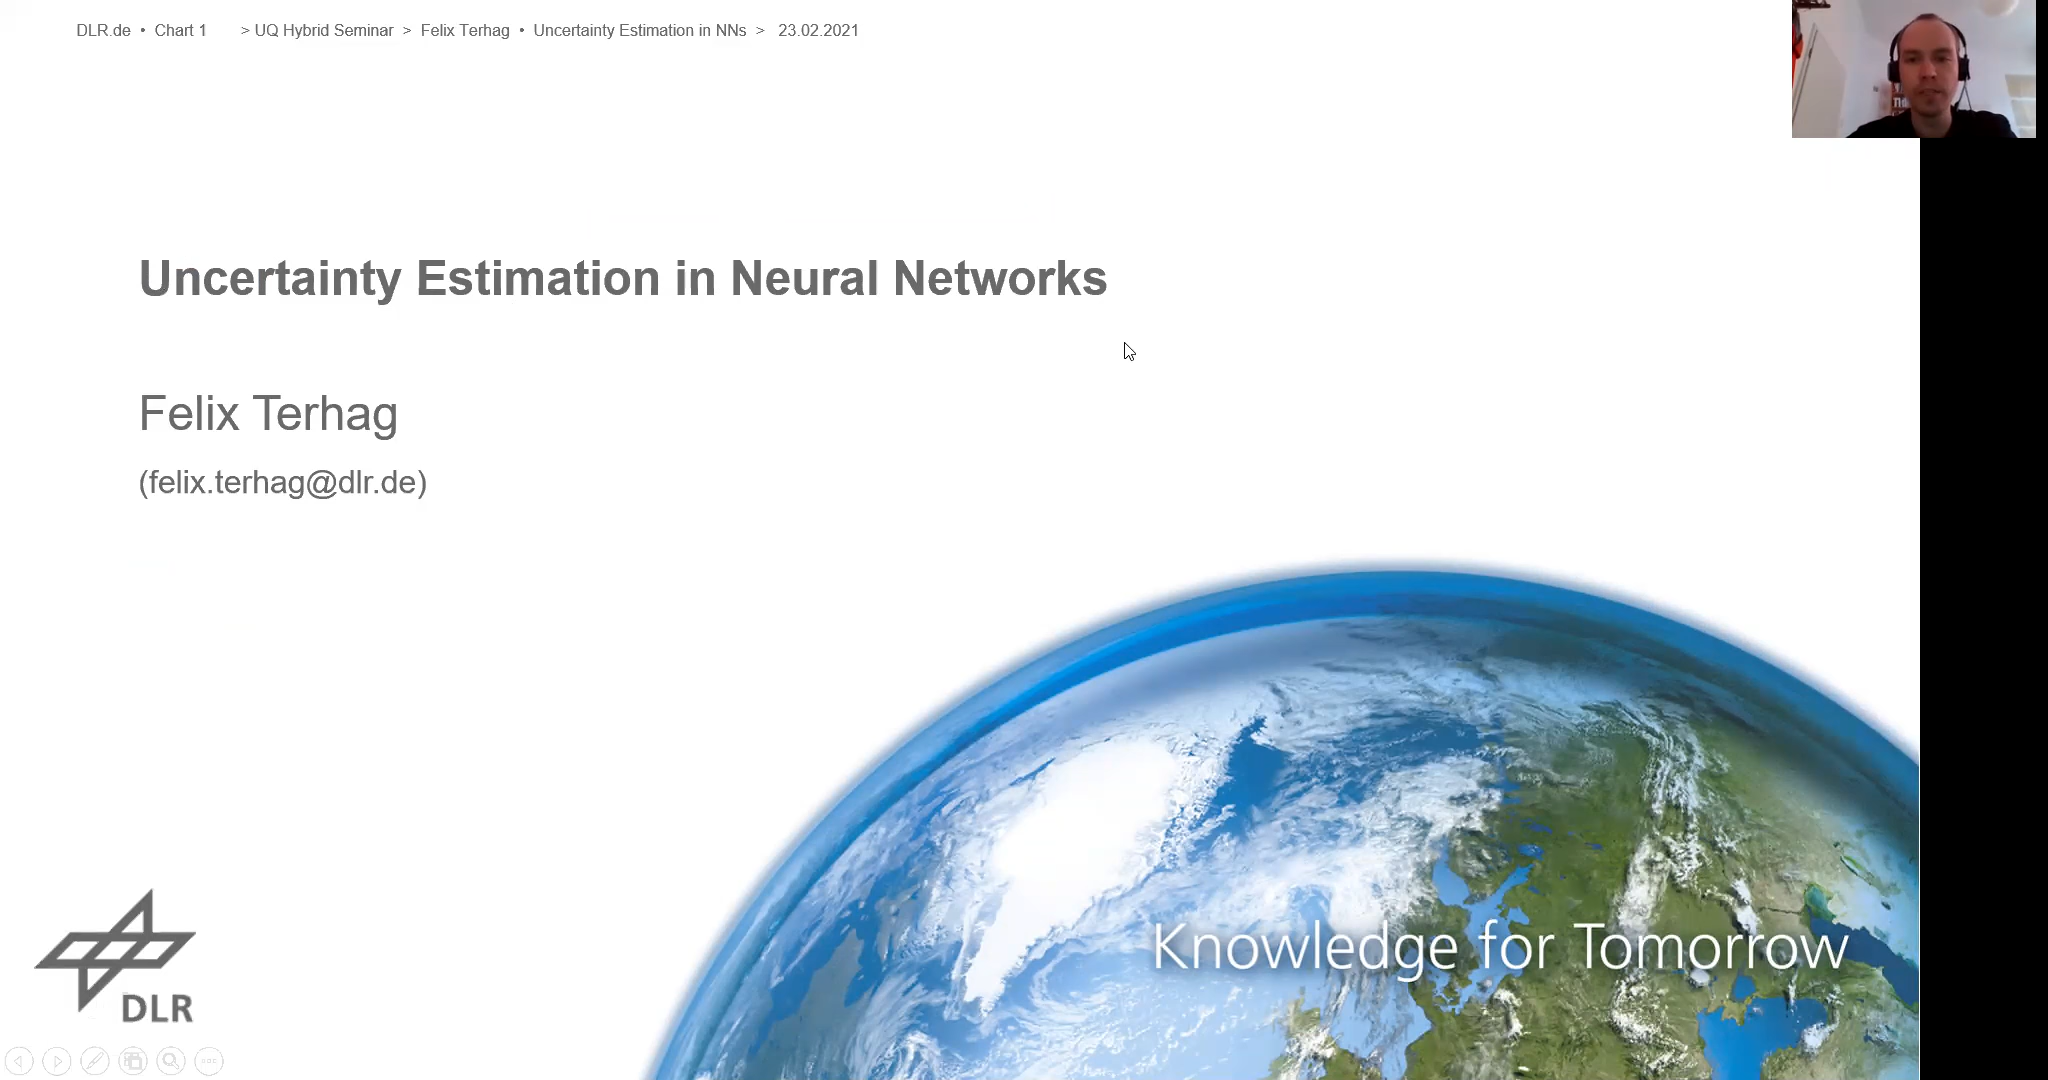 DLR.de • Chart 1 > UQ Hybrid Seminar > Felix Terhag • Uncertainty Estimation in NNs > 23.02.2021
Uncertainty Estimation in Neural Networks
Felix Terhag
(felix.terhag@dlr.de)
Knowledge for Tomorrow
DLR